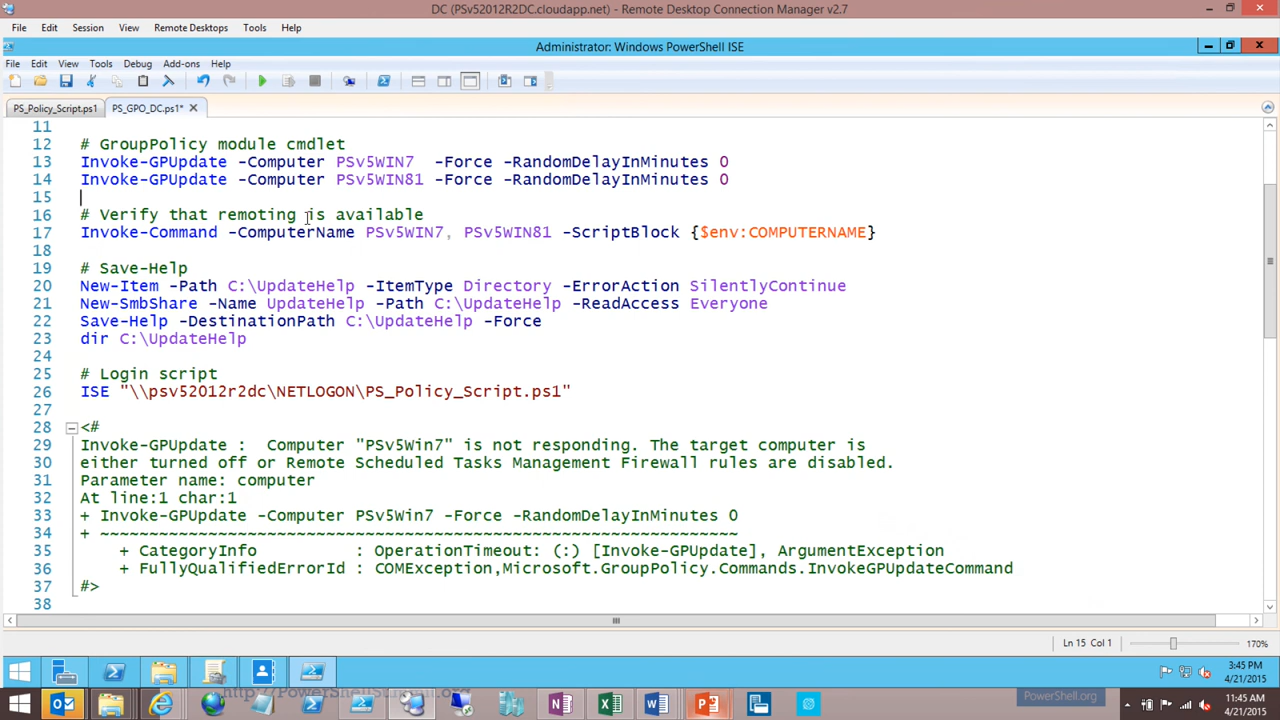 DC (PSv52012R2DC.cloudapp.net) - Remote Desktop Connection Manager v2.7
File Edit Session View Remote Desktops Tools Help
Administrator: Windows PowerShell ISE
File Edit View Tools Debug Add-ons Help
PS_Policy_Script.ps1 PS_GPO_DC.ps1*
11
12 # GroupPolicy module cmdlet
13 Invoke-GPUpdate -Computer PSv5WIN7 -Force -RandomDelayInMinutes 0
14 Invoke-GPUpdate -Computer PSv5WIN81 -Force -RandomDelayInMinutes 0
15
16 # Verify that remoting is available
17 Invoke-Command -ComputerName PSv5WIN7, PSv5WIN81 -ScriptBlock {$env:COMPUTERNAME}
18
19 # Save-Help
20 New-Item -Path C:\UpdateHelp -ItemType Directory -ErrorAction SilentlyContinue
21 New-SmbShare -Name UpdateHelp -Path C:\UpdateHelp -ReadAccess Everyone
22 Save-Help -DestinationPath C:\UpdateHelp -Force
23 dir C:\UpdateHelp
24
25 # Login script
26 ISE "\\psv52012r2dc\NETLOGON\PS_Policy_Script.ps1"
27
28 <#
29 Invoke-GPUpdate :  Computer "PSv5Win7" is not responding. The target computer is
30 either turned off or Remote Scheduled Tasks Management Firewall rules are disabled.
31 Parameter name: computer
32 At line:1 char:1
33 + Invoke-GPUpdate -Computer PSv5Win7 -Force -RandomDelayInMinutes 0
34 + ~~~~~~~~~~~~~~~~~~~~~~~~~~~~~~~~~~~~~~~~~~~~~~~~~~~~~~~~~~~~~~~~~
35 + CategoryInfo : OperationTimeout: (:) [Invoke-GPUpdate], ArgumentException
36 + FullyQualifiedErrorId : COMException,Microsoft.GroupPolicy.Commands.InvokeGPUpdateCommand
37 #>
38
Ln 15 Col 1 170%
3:45 PM
4/21/2015
PowerShell.org
11:45 AM
4/21/2015